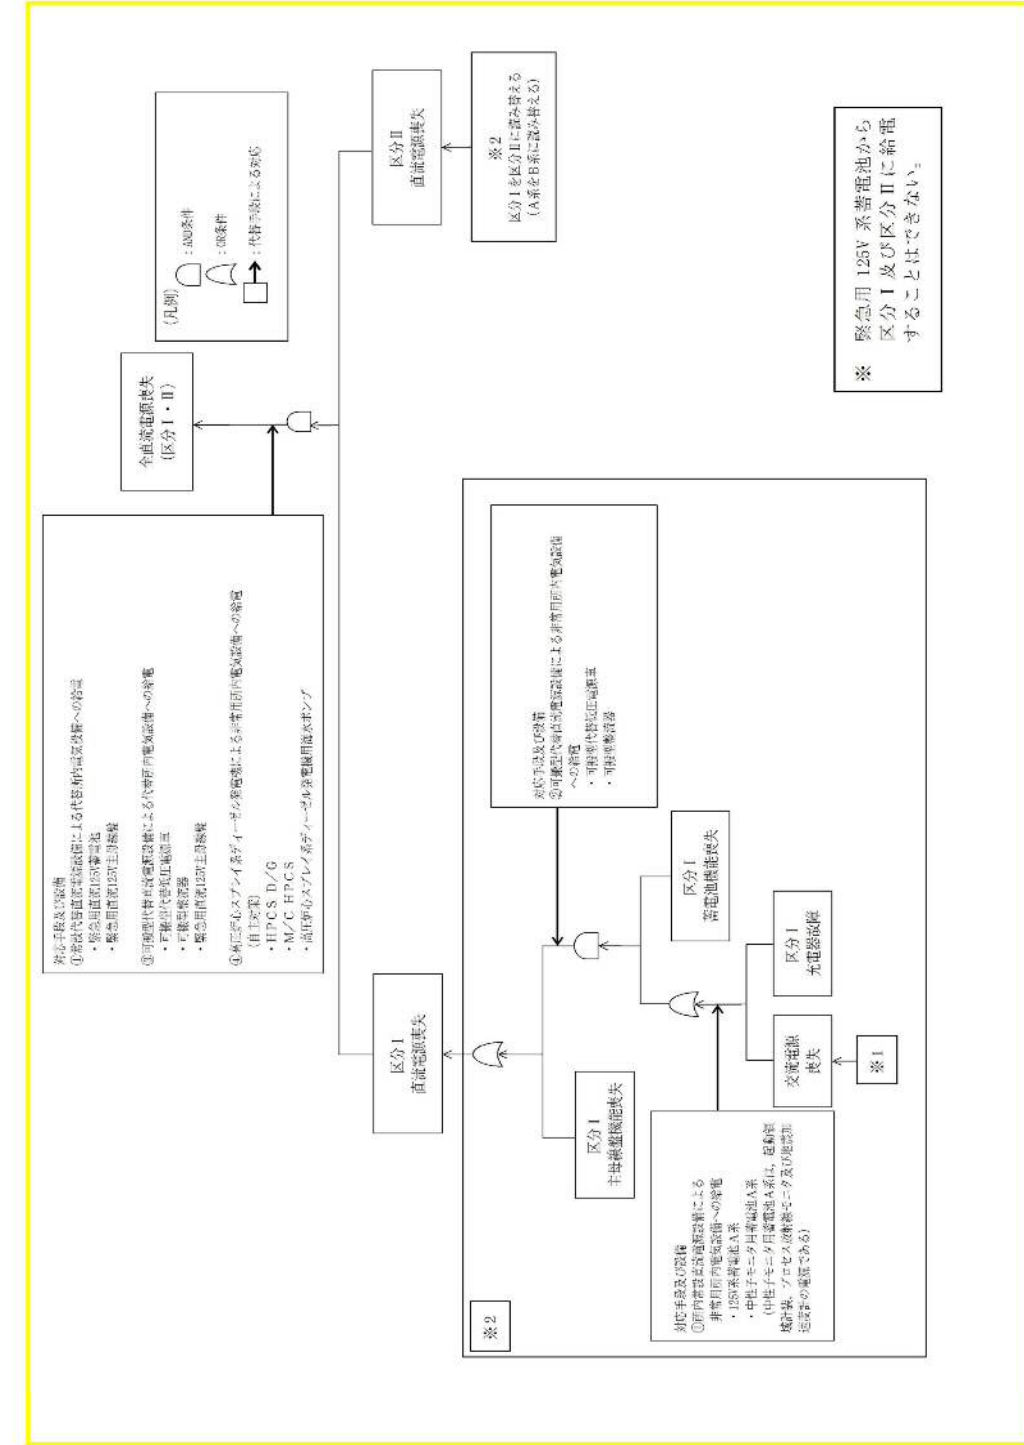 対応手段及び設備
①常設代替直流電源設備による代替所内電気設備への給電
・緊急用直流125V蓄電池
・緊急用直流125V主母線盤
③可搬型代替直流電源設備による代替所内電気設備への給電
・可搬型代替低圧電源車
・可搬型整流器
・緊急用直流125V主母線盤
④高圧炉心スプレイ系ディーゼル発電機による非常用所内電気設備への給電
(自主対策)
・HPCS D/G
・M/C HPCS
・高圧炉心スプレイ系ディーゼル発電機用海水ポンプ
全直流電源喪失
(区分Ⅰ・Ⅱ)
(凡例)
:AND条件
:OR条件
:代替手段による対応
区分Ⅰ
直流電源喪失
区分Ⅱ
直流電源喪失
※2
区分Ⅰを区分Ⅱに読み替える
(A系をB系に読み替える)
※2
対応手段及び設備
②可搬型代替直流電源設備による非常用所内電気設備
への給電
・可搬型代替低圧電源車
・可搬型整流器
区分Ⅰ
主母線盤機能喪失
区分Ⅰ
蓄電池機能喪失
対応手段及び設備
①所内常設直流電源設備による
非常用所内電気設備への給電
・125V系蓄電池A系
・中性子モニタ用蓄電池A系
(中性子モニタ用蓄電池A系は、起動領
域計装、プロセス放射線モニタ及び地震加
速度計の電源である)
交流電源
喪失
区分Ⅰ
充電器故障
※1
※ 緊急用 125V 系蓄電池から
区分Ⅰ及び区分Ⅱに給電
することはできない。